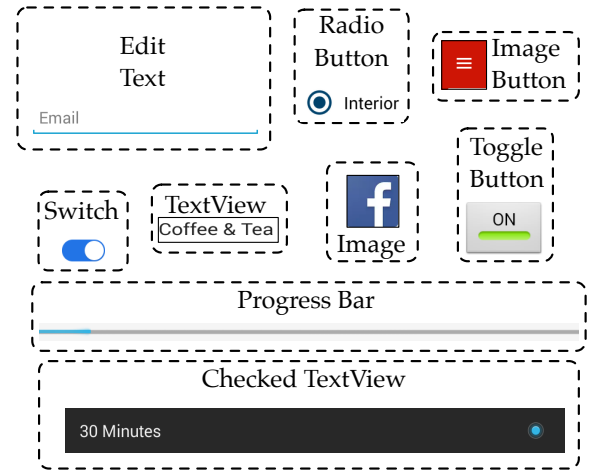 Edit
Text
Email
Radio
Button
Interior
Image
Button
Switch
TextView
Coffee & Tea
f
Image
Toggle
Button
ON
Progress Bar
Checked TextView
30 Minutes